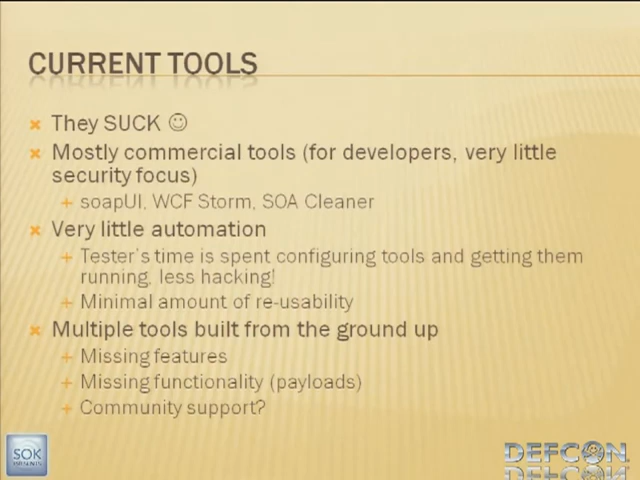 CURRENT TOOLS
They SUCK ☺
Mostly commercial tools (for developers, very little
security focus)
soapUI, WCF Storm, SOA Cleaner
Very little automation
Tester's time is spent configuring tools and getting them
running, less hacking!
Minimal amount of re-usability
Multiple tools built from the ground up
Missing features
Missing functionality (payloads)
Community support?
SOK
DEFCON